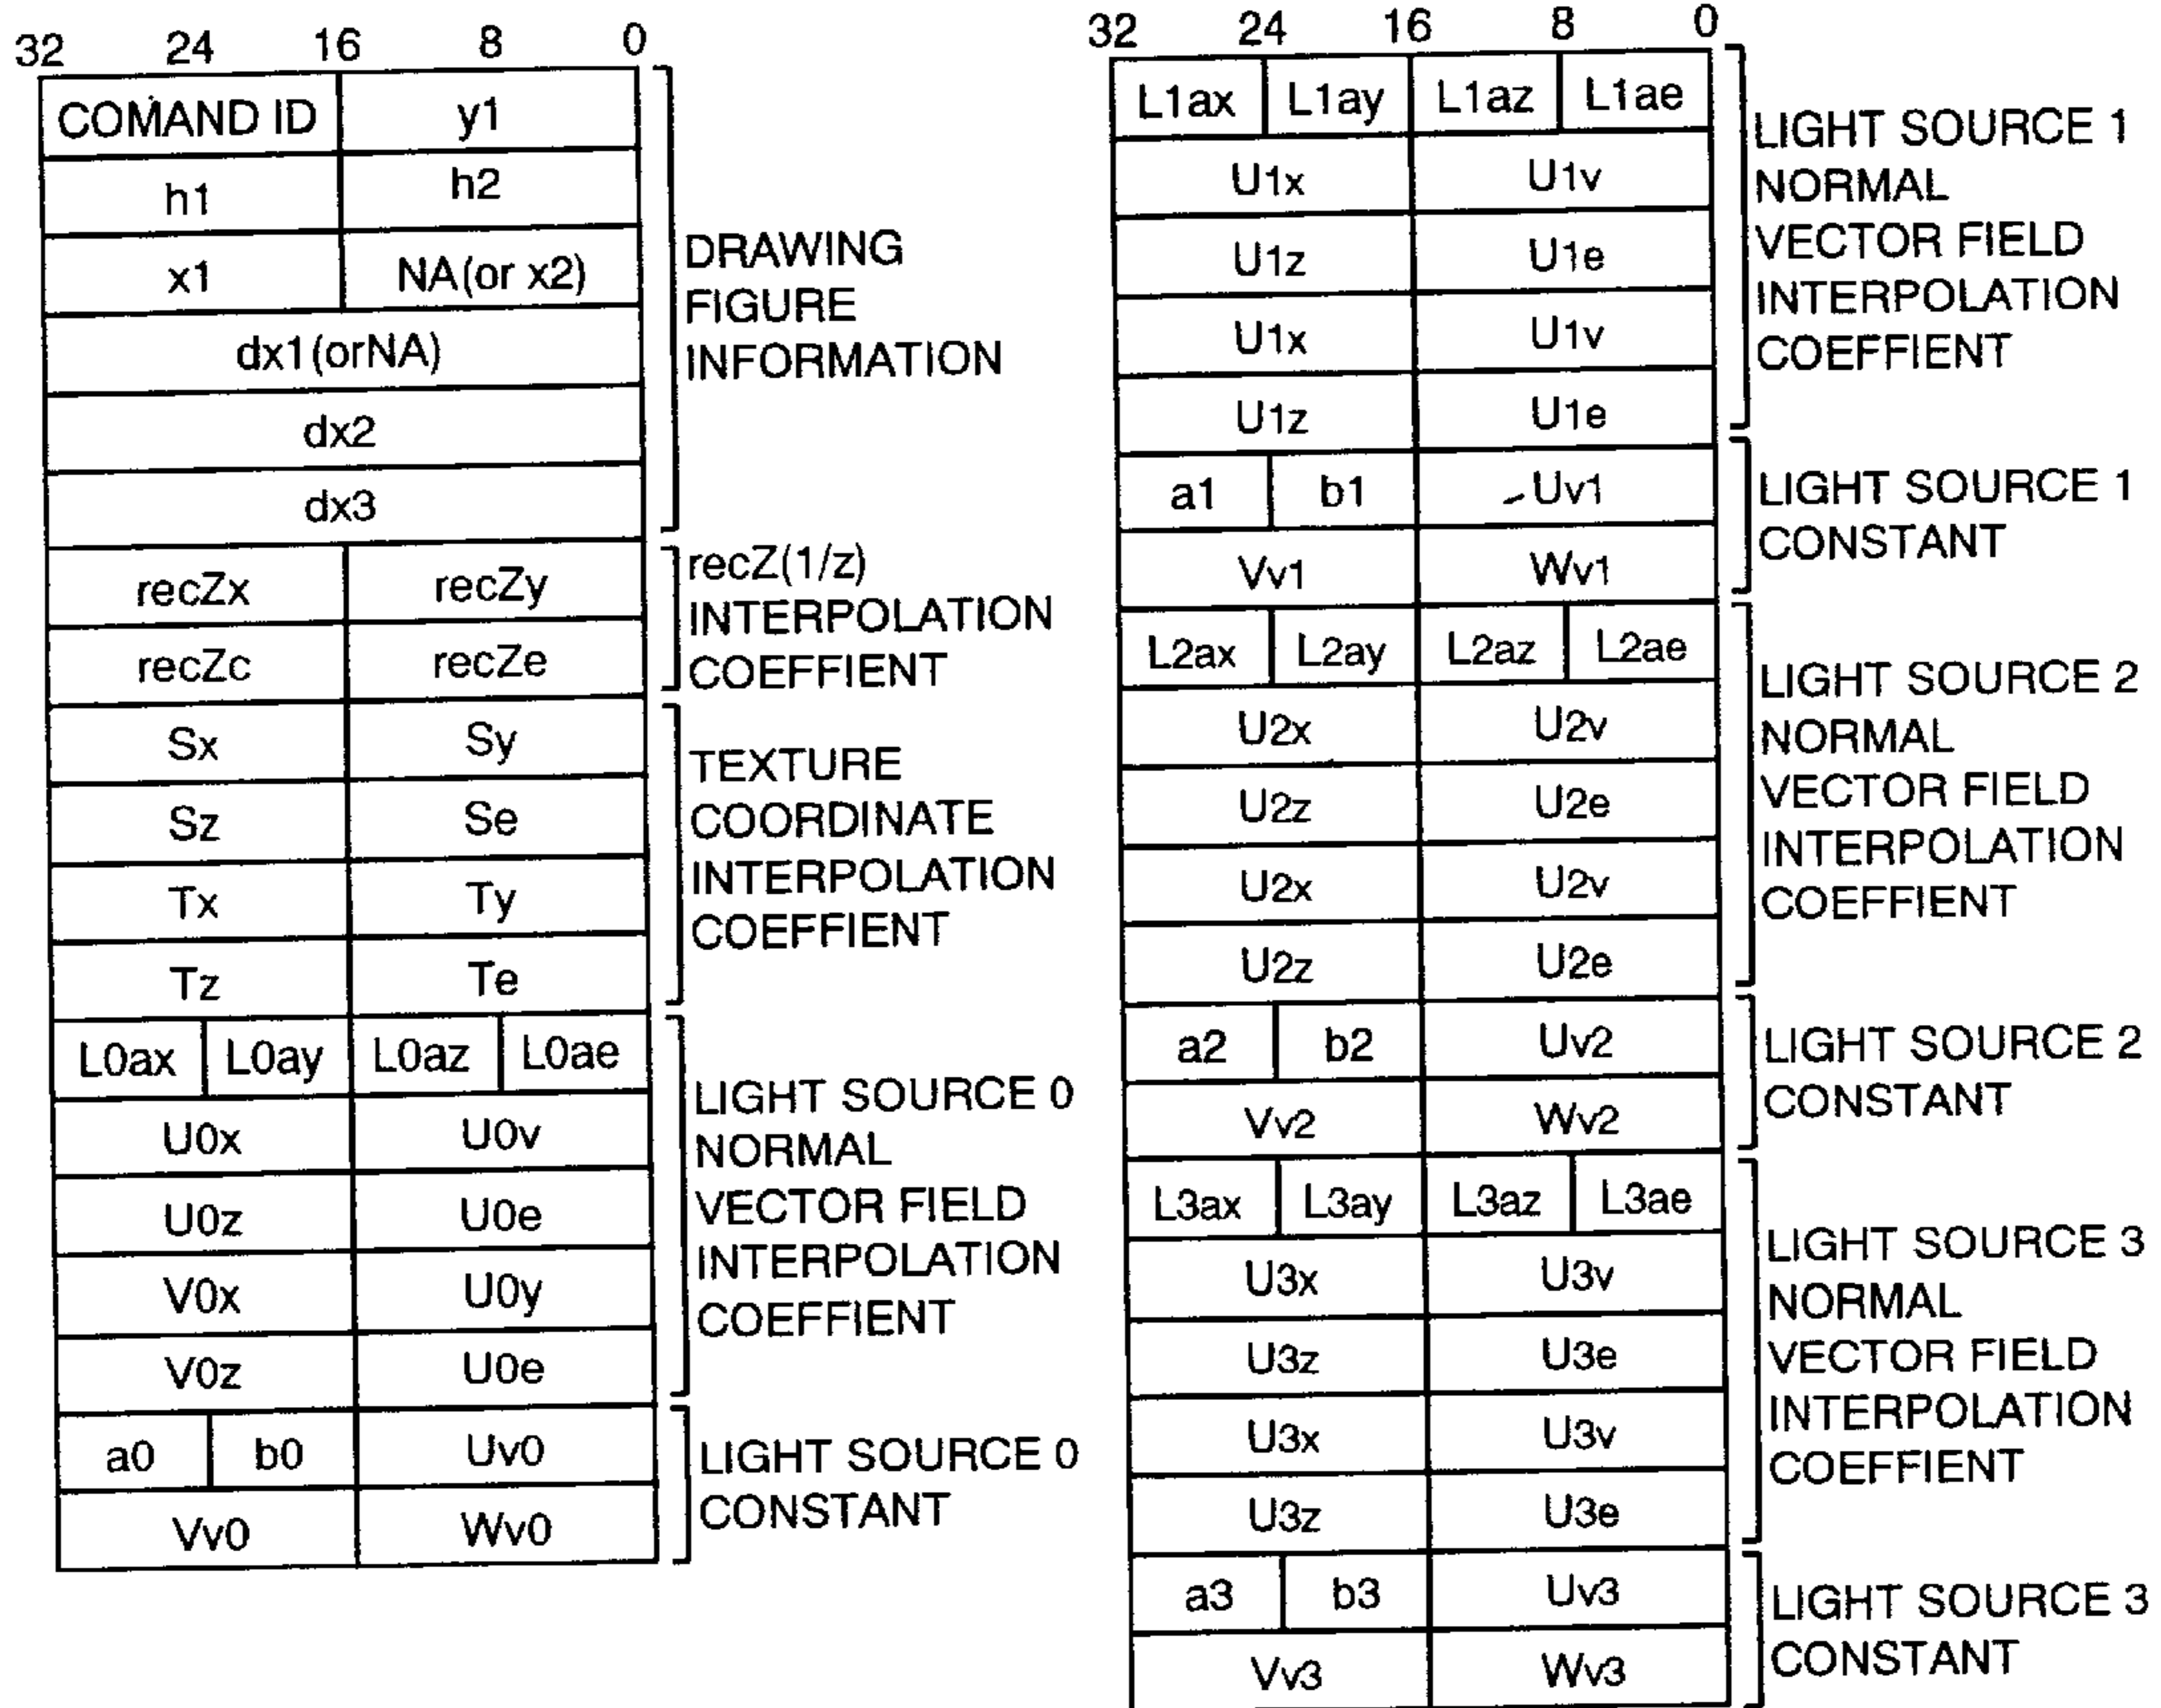 32 24 16 8 0
COMAND ID y1
h1 h2
x1 NA(or x2)
dx1(orNA)
dx2
dx3
DRAWING
FIGURE
INFORMATION
recZx recZy
recZc recZe
recZ(1/z)
INTERPOLATION
COEFFIENT
Sx Sy
Sz Se
Tx Ty
Tz Te
TEXTURE
COORDINATE
INTERPOLATION
COEFFIENT
L0ax L0ay L0az L0ae
U0x U0v
U0z U0e
V0x U0y
V0z U0e
LIGHT SOURCE 0
NORMAL
VECTOR FIELD
INTERPOLATION
COEFFIENT
a0 b0 Uv0
Vv0 Wv0
LIGHT SOURCE 0
CONSTANT
32 24 16 8 0
L1ax L1ay L1az L1ae
U1x U1v
U1z U1e
U1x U1v
U1z U1e
LIGHT SOURCE 1
NORMAL
VECTOR FIELD
INTERPOLATION
COEFFIENT
a1 b1 Uv1
Vv1 Wv1
LIGHT SOURCE 1
CONSTANT
L2ax L2ay L2az L2ae
U2x U2v
U2z U2e
U2x U2v
U2z U2e
LIGHT SOURCE 2
NORMAL
VECTOR FIELD
INTERPOLATION
COEFFIENT
a2 b2 Uv2
Vv2 Wv2
LIGHT SOURCE 2
CONSTANT
L3ax L3ay L3az L3ae
U3x U3v
U3z U3e
U3x U3v
U3z U3e
LIGHT SOURCE 3
NORMAL
VECTOR FIELD
INTERPOLATION
COEFFIENT
a3 b3 Uv3
Vv3 Wv3
LIGHT SOURCE 3
CONSTANT